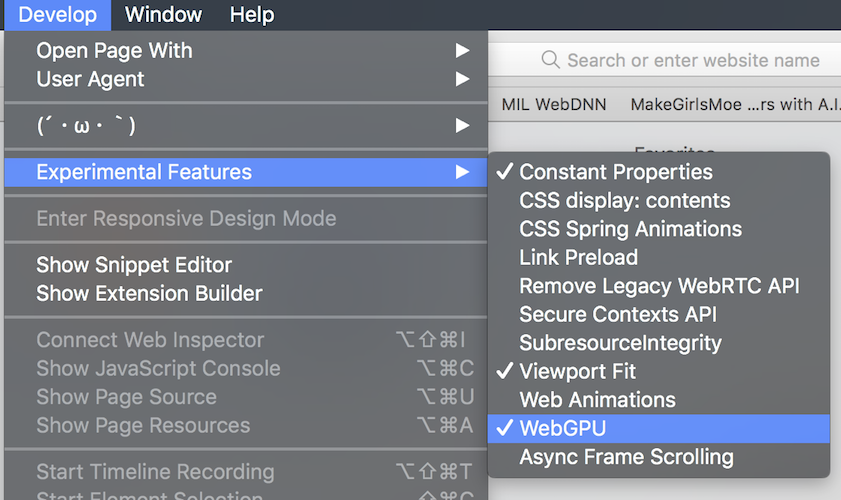 Develop Window Help
Open Page With
User Agent
Search or enter website name
MIL WebDNN MakeGirlsMoe ...rs with A.I.
(´・ω・｀)
Favorites
Experimental Features
Constant Properties
CSS display: contents
CSS Spring Animations
Link Preload
Remove Legacy WebRTC API
Secure Contexts API
SubresourceIntegrity
Viewport Fit
Web Animations
WebGPU
Async Frame Scrolling
Enter Responsive Design Mode
Show Snippet Editor
Show Extension Builder
Connect Web Inspector ⌥⇧⌘I
Show JavaScript Console ⌥⌘C
Show Page Source ⌥⌘U
Show Page Resources ⌥⌘A
Start Timeline Recording ⌥⇧⌘T
Start Element Selection ⇧⌘C